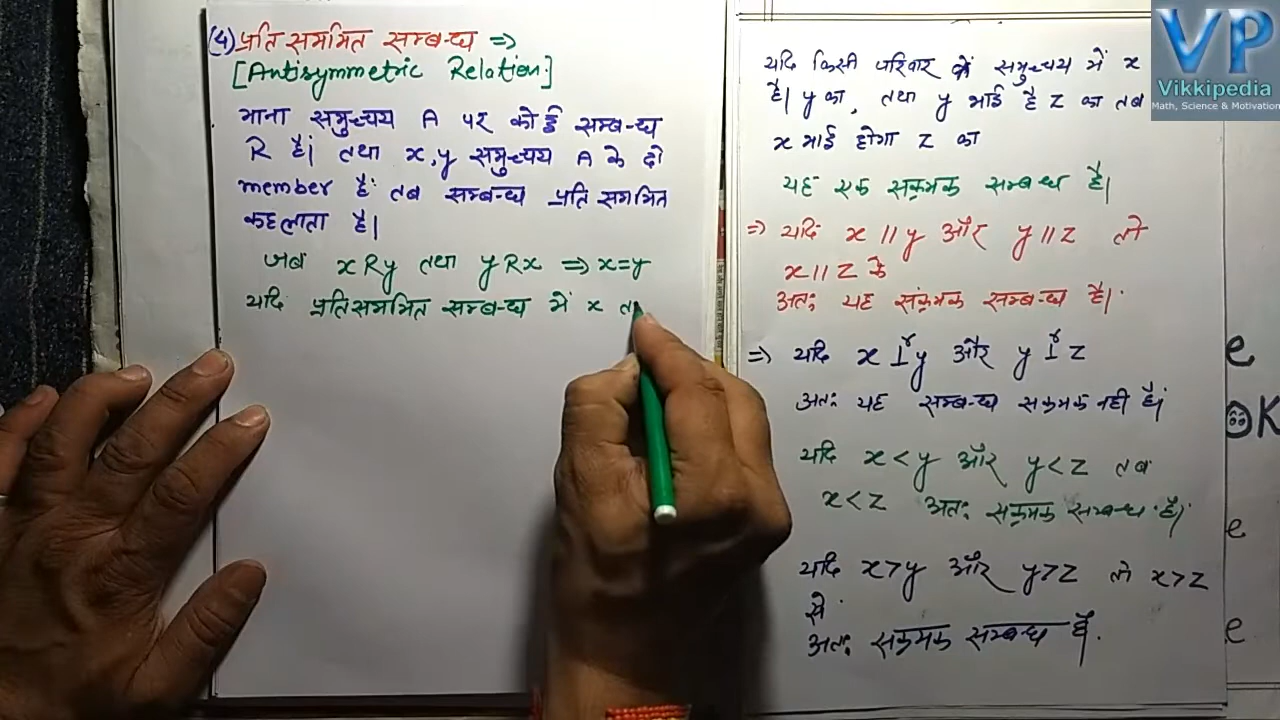 (4) प्रति सममित सम्बन्ध ⇒
[Antisymmetric Relation]
माना समुच्चय A पर कोई सम्बन्ध
R है। तथा x, y समुच्चय A के दो
member है: तब सम्बन्ध प्रति सममित
कहलाता है।
जब xRy तथा yRx ⇒ x=y
यदि प्रतिसममित सम्बन्ध में x त
यदि किसी परिवार के समुच्चय में x
है। y का, तथा y भाई है z का तब
x भाई होगा z का
यह एक सक्रमक सम्बन्ध है।
⇒ यदि x || y और y || z तो
x || z के
अतः यह संक्रमक सम्बन्ध है।
⇒ यदि x ⊥r y और y ⊥r z
अतः यह सम्बन्ध सक्रमक नही है।
यदि x < y और y < z तब
x < z अतः सक्रमक सम्बन्ध है।
यदि x > y और y > z तो x > z
से
अतः सक्रमक सम्बन्ध है.
VP
Vikkipedia
Math, Science & Motivation
e
OK
e
e